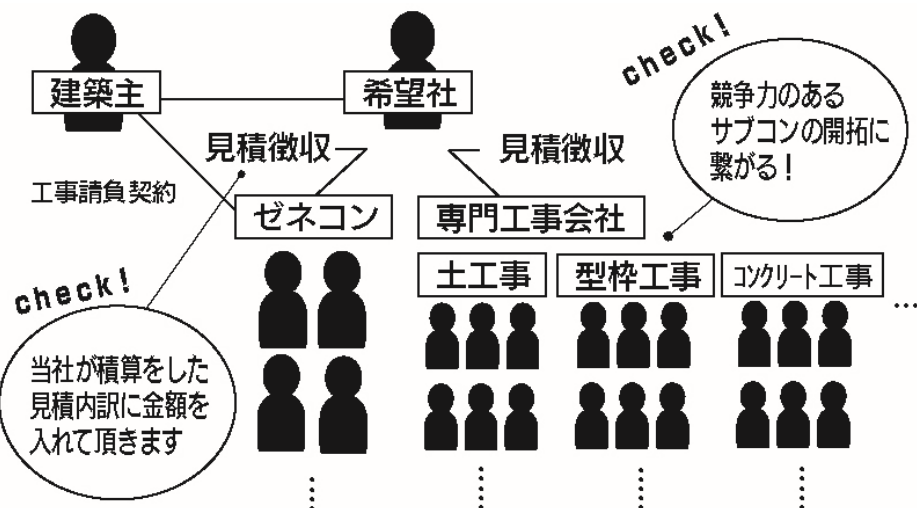 check!
建築主
希望社
競争力のある
サブコンの開拓に
繋がる!
見積徴収
見積徴収
工事請負契約
ゼネコン
専門工事会社
土工事
型枠工事
コンクリート工事
…
check!
当社が積算をした
見積内訳に金額を
入れて頂きます